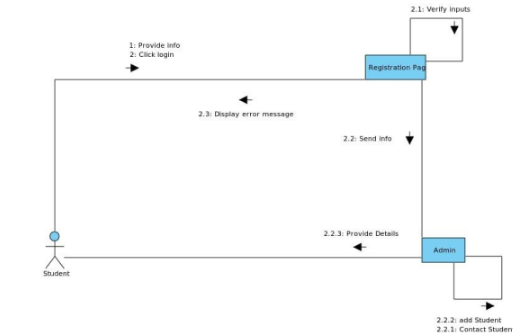 2.1: Verify inputs
1: Provide info
2: Click login
Registration Pag
2.3: Display error message
2.2: Send info
2.2.3: Provide Details
Admin
Student
2.2.2: add Student
2.2.1: Contact Studen